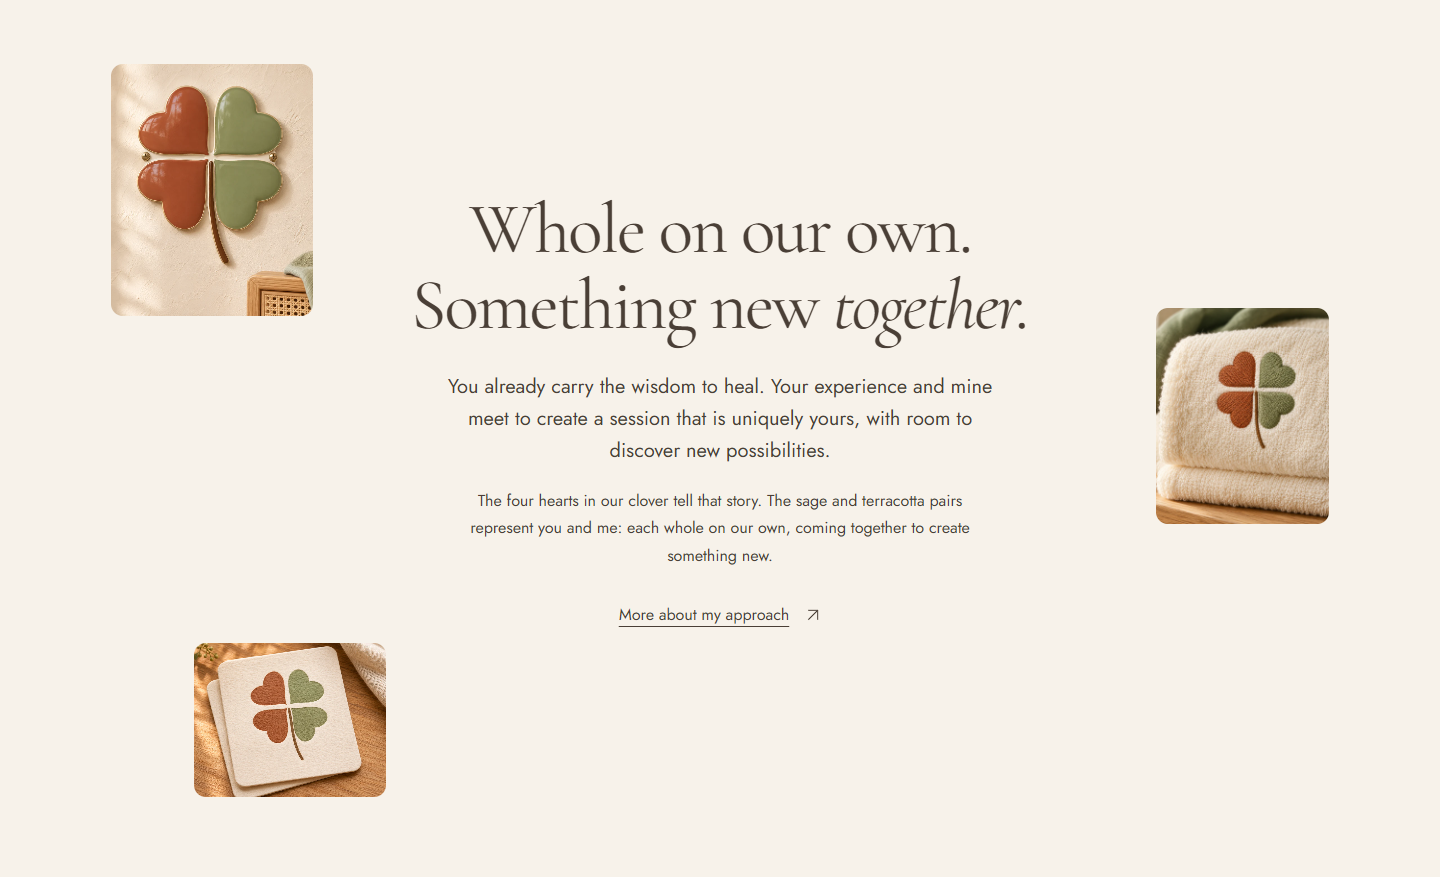 Whole on our own.
Something new together.
You already carry the wisdom to heal. Your experience and mine
meet to create a session that is uniquely yours, with room to
discover new possibilities.
The four hearts in our clover tell that story. The sage and terracotta pairs
represent you and me: each whole on our own, coming together to create
something new.
More about my approach